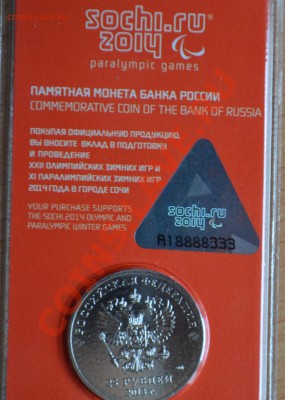 sochi.ru
2014
paralympic games
ПАМЯТНАЯ МОНЕТА БАНКА РОССИИ
COMMEMORATIVE COIN OF THE BANK OF RUSSIA
ПОКУПАЯ ОФИЦИАЛЬНУЮ ПРОДУКЦИЮ,
ВЫ ВНОСИТЕ ВКЛАД В ПОДГОТОВКУ
И ПРОВЕДЕНИЕ
XXII ОЛИМПИЙСКИХ ЗИМНИХ ИГР И
XI ПАРАЛИМПИЙСКИХ ЗИМНИХ ИГР
2014 ГОДА В ГОРОДЕ СОЧИ
YOUR PURCHASE SUPPORTS
THE SOCHI 2014 OLYMPIC AND
PARALYMPIC WINTER GAMES
sochi.ru
2014
A18888333
РОССИЙСКАЯ ФЕДЕРАЦИЯ
25 РУБЛЕЙ